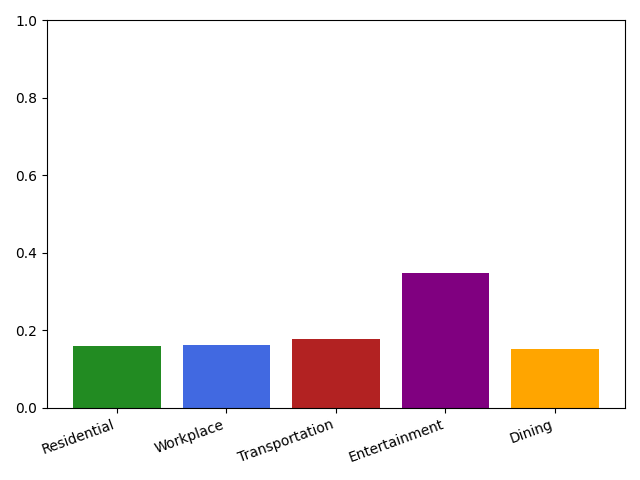 1.0
0.8
0.6
0.4
0.2
0.0
Residential
Workplace
Transportation
Entertainment
Dining